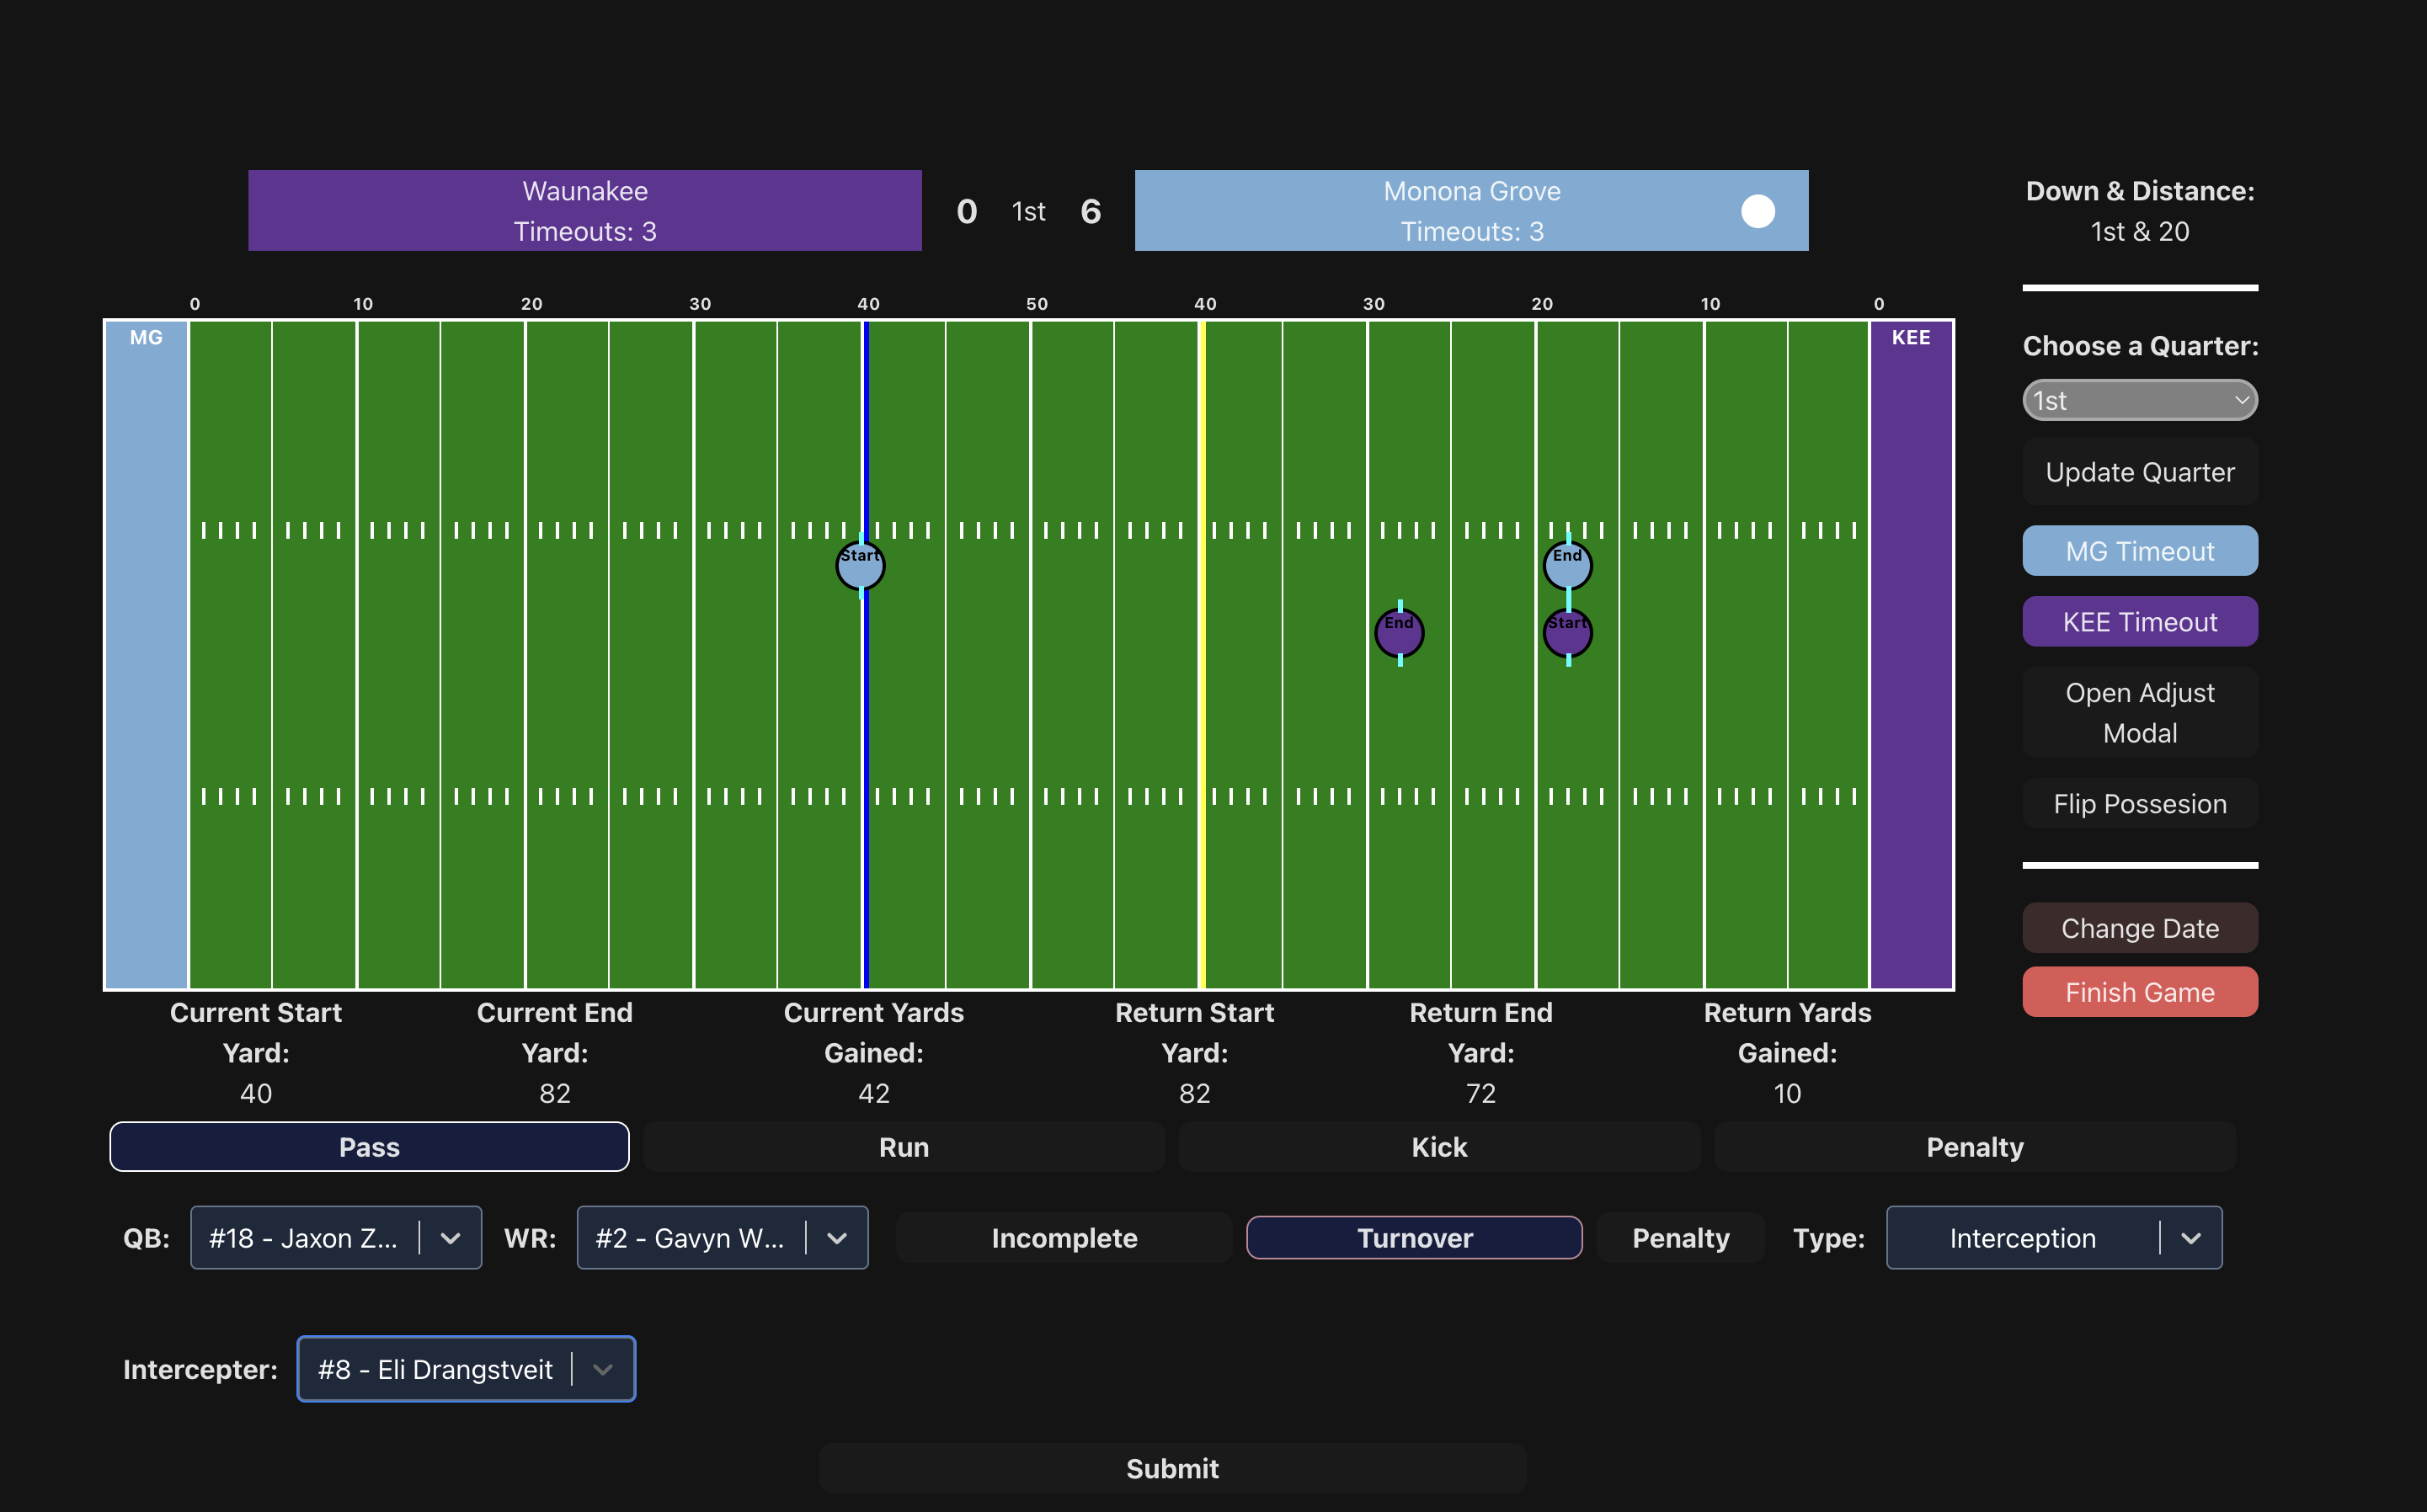 Waunakee
Timeouts: 3
0 1st 6
Monona Grove
Timeouts: 3
Down & Distance:
1st & 20
0 10 20 30 40 50 40 30 20 10 0
MG
KEE
Start
End
End
Start
Choose a Quarter:
1st
Update Quarter
MG Timeout
KEE Timeout
Open Adjust
Modal
Flip Possesion
Change Date
Finish Game
Current Start
Yard:
40
Current End
Yard:
82
Current Yards
Gained:
42
Return Start
Yard:
82
Return End
Yard:
72
Return Yards
Gained:
10
Pass Run Kick Penalty
QB: #18 - Jaxon Z... WR: #2 - Gavyn W... Incomplete Turnover Penalty Type: Interception
Intercepter: #8 - Eli Drangstveit
Submit